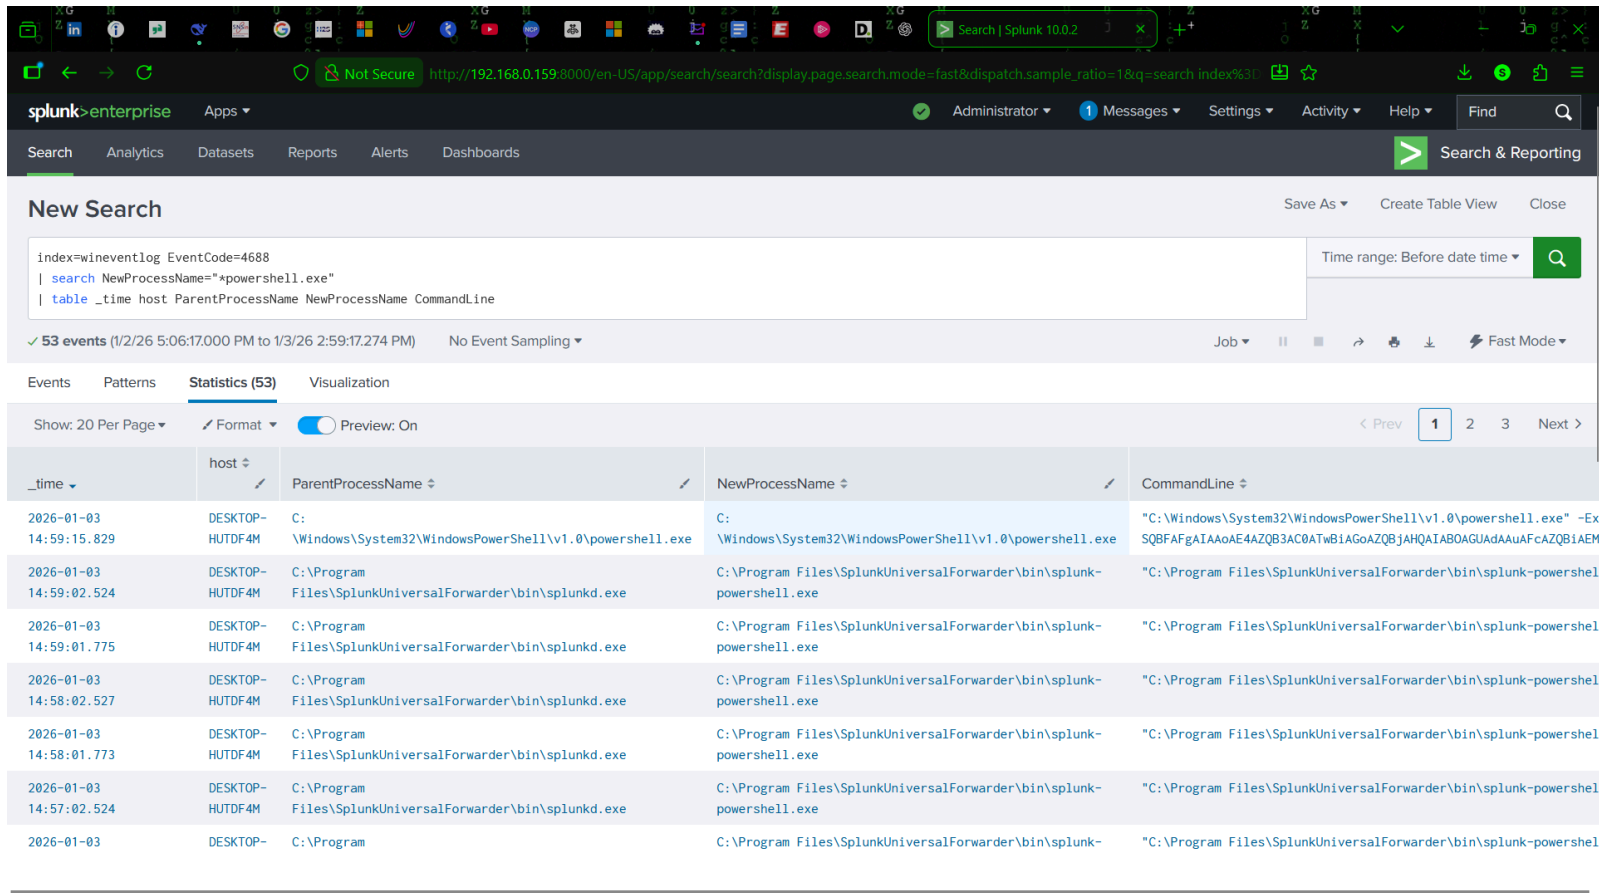 Search | Splunk 10.0.2
Not Secure http://192.168.0.159:8000/en-US/app/search/search?display.page.search.mode=fast&dispatch.sample_ratio=1&q=search index%3D
splunk>enterprise Apps Administrator 1 Messages Settings Activity Help Find
Search Analytics Datasets Reports Alerts Dashboards Search & Reporting
New Search Save As Create Table View Close
index=wineventlog EventCode=4688
| search NewProcessName="*powershell.exe"
| table _time host ParentProcessName NewProcessName CommandLine
Time range: Before date time
53 events (1/2/26 5:06:17.000 PM to 1/3/26 2:59:17.274 PM) No Event Sampling Job Fast Mode
Events Patterns Statistics (53) Visualization
Show: 20 Per Page Format Preview: On < Prev 1 2 3 Next >
_time host ParentProcessName NewProcessName CommandLine
2026-01-03 DESKTOP- C: C: "C:\Windows\System32\WindowsPowerShell\v1.0\powershell.exe" -Ex
14:59:15.829 HUTDF4M \Windows\System32\WindowsPowerShell\v1.0\powershell.exe \Windows\System32\WindowsPowerShell\v1.0\powershell.exe SQBFAFgAIAAoAE4AZQB3AC0ATwBiAGoAZQBjAHQAIABOAGUAdAAuAFcAZQBiAEM
2026-01-03 DESKTOP- C:\Program C:\Program Files\SplunkUniversalForwarder\bin\splunk- "C:\Program Files\SplunkUniversalForwarder\bin\splunk-powershel
14:59:02.524 HUTDF4M Files\SplunkUniversalForwarder\bin\splunkd.exe powershell.exe
2026-01-03 DESKTOP- C:\Program C:\Program Files\SplunkUniversalForwarder\bin\splunk- "C:\Program Files\SplunkUniversalForwarder\bin\splunk-powershel
14:59:01.775 HUTDF4M Files\SplunkUniversalForwarder\bin\splunkd.exe powershell.exe
2026-01-03 DESKTOP- C:\Program C:\Program Files\SplunkUniversalForwarder\bin\splunk- "C:\Program Files\SplunkUniversalForwarder\bin\splunk-powershel
14:58:02.527 HUTDF4M Files\SplunkUniversalForwarder\bin\splunkd.exe powershell.exe
2026-01-03 DESKTOP- C:\Program C:\Program Files\SplunkUniversalForwarder\bin\splunk- "C:\Program Files\SplunkUniversalForwarder\bin\splunk-powershel
14:58:01.773 HUTDF4M Files\SplunkUniversalForwarder\bin\splunkd.exe powershell.exe
2026-01-03 DESKTOP- C:\Program C:\Program Files\SplunkUniversalForwarder\bin\splunk- "C:\Program Files\SplunkUniversalForwarder\bin\splunk-powershel
14:57:02.524 HUTDF4M Files\SplunkUniversalForwarder\bin\splunkd.exe powershell.exe
2026-01-03 DESKTOP- C:\Program C:\Program Files\SplunkUniversalForwarder\bin\splunk- "C:\Program Files\SplunkUniversalForwarder\bin\splunk-powershel